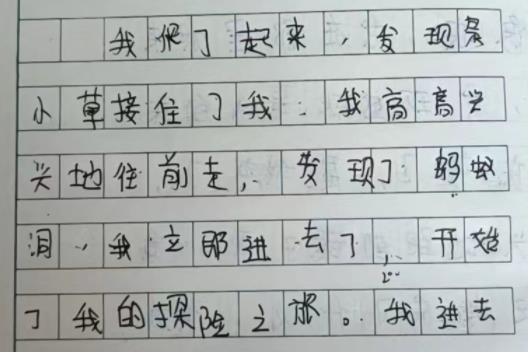 我爬了起来，发现是
小草接住了我．我高高兴
兴地往前走，发现了蚂蚁
洞，我立即进去了，开始
了我的探险之旅。我进去